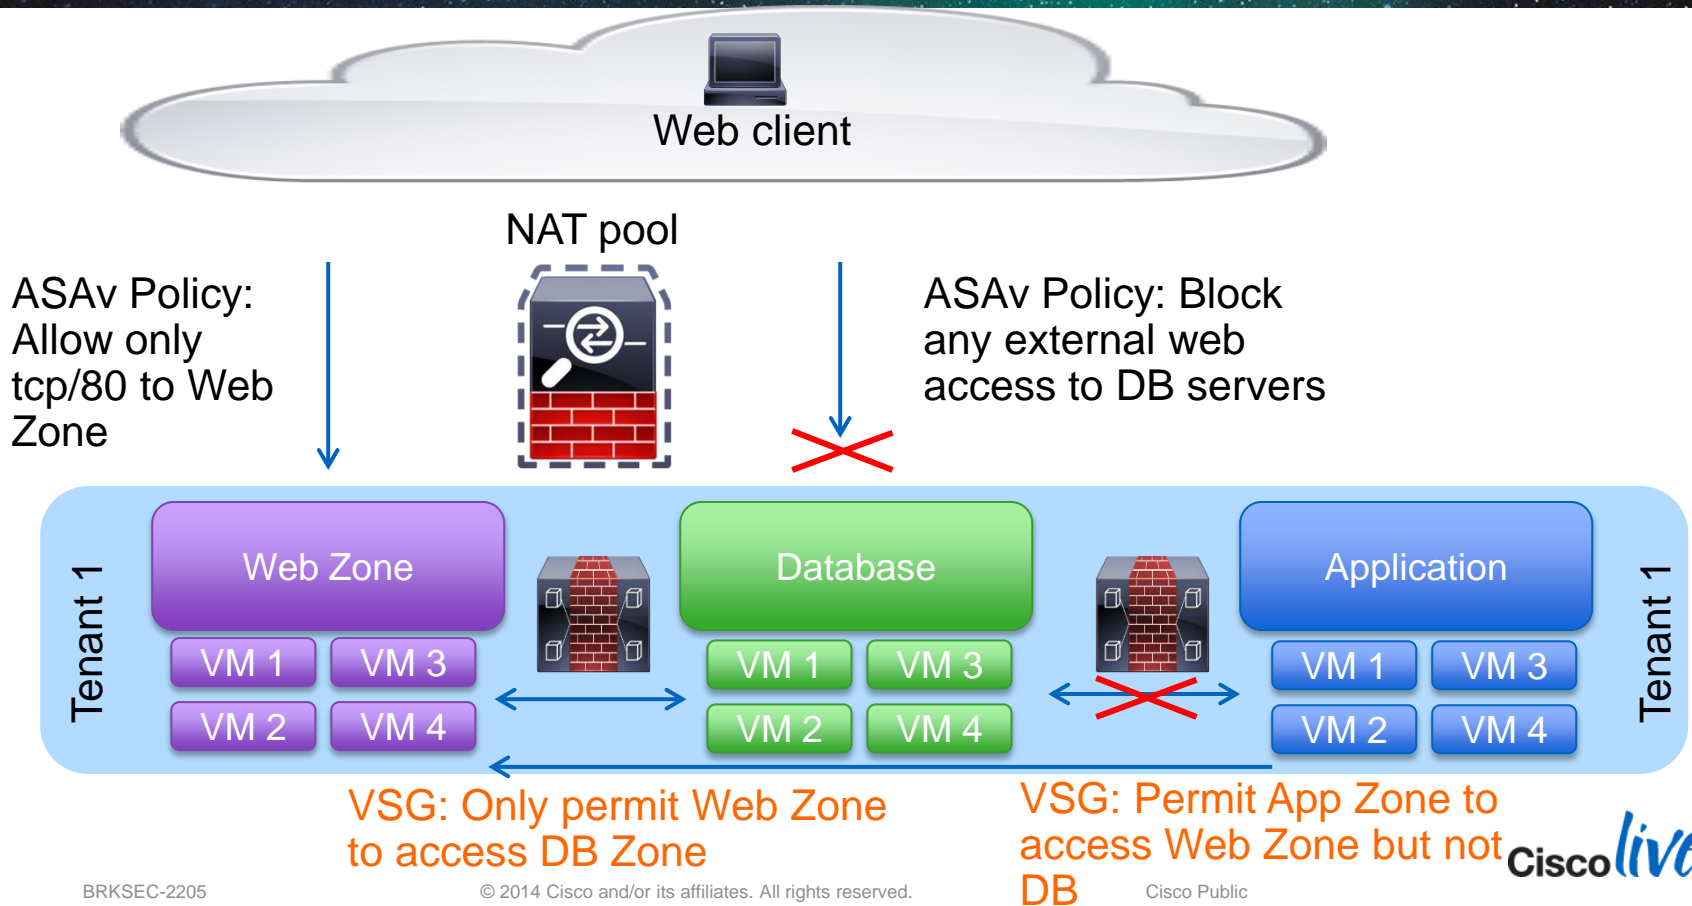 Web client
NAT pool
ASAv Policy:
Allow only
tcp/80 to Web
Zone
ASAv Policy: Block
any external web
access to DB servers
Tenant 1
Web Zone
VM 1
VM 3
VM 2
VM 4
Database
VM 1
VM 3
VM 2
VM 4
Application
VM 1
VM 3
VM 2
VM 4
Tenant 1
VSG: Only permit Web Zone
to access DB Zone
VSG: Permit App Zone to
access Web Zone but not
DB
Cisco live
BRKSEC-2205
© 2014 Cisco and/or its affiliates. All rights reserved.
Cisco Public